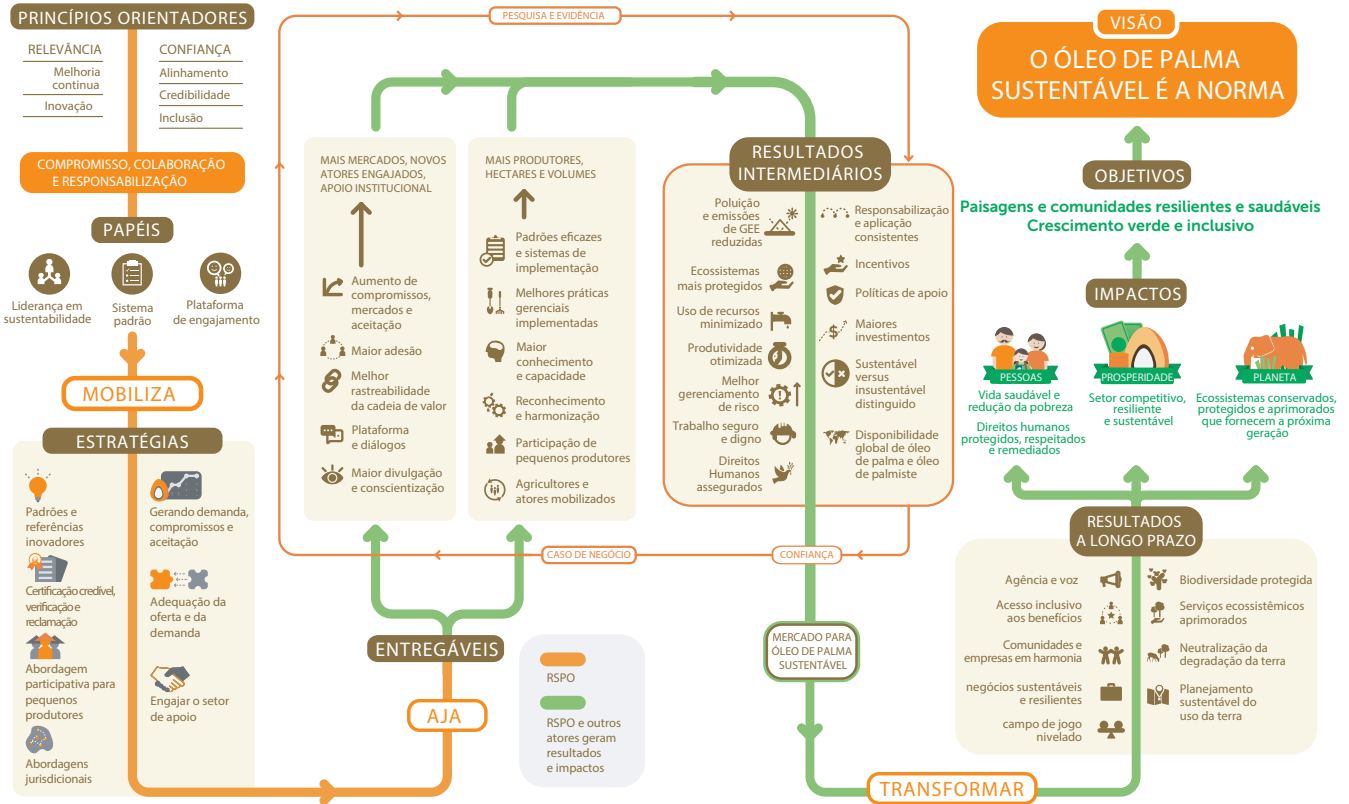 PRINCÍPIOS ORIENTADORES
RELEVÂNCIA
Melhoria
continua
Inovação
CONFIANÇA
Alinhamento
Credibilidade
Inclusão
COMPROMISSO, COLABORAÇÃO
E RESPONSABILIZAÇÃO
PAPÉIS
Liderança em
sustentabilidade
Sistema
padrão
Plataforma
de engajamento
MOBILIZA
ESTRATÉGIAS
Padrões e
referências
inovadores
Certificação credível,
verificação e
reclamação
Abordagem
participativa para
pequenos
produtores
Abordagens
jurisdicionais
Gerando demanda,
compromissos e
aceitação
Adequação da
oferta e da
demanda
Engajar o setor
de apoio
PESQUISA E EVIDÊNCIA
MAIS MERCADOS, NOVOS
ATORES ENGAJADOS,
APOIO INSTITUCIONAL
Aumento de
compromissos,
mercados e
aceitação
Maior adesão
Melhor
rastreabilidade
da cadeia de valor
Plataforma
e diálogos
Maior divulgação
e conscientização
MAIS PRODUTORES,
HECTARES E VOLUMES
Padrões eficazes
e sistemas de
implementação
Melhores práticas
gerenciais
implementadas
Maior
conhecimento
e capacidade
Reconhecimento
e harmonização
Participação de
pequenos produtores
Agricultores e
atores mobilizados
CASO DE NEGÓCIO
CONFIANÇA
ENTREGÁVEIS
AJA
RSPO
RSPO e outros
atores geram
resultados
e impactos
RESULTADOS
INTERMEDIÁRIOS
Poluição
e emissões
de GEE
reduzidas
Ecossistemas
mais protegidos
Uso de recursos
minimizado
Produtividade
otimizada
Melhor
gerenciamento
de risco
Trabalho seguro
e digno
Direitos
Humanos
assegurados
Responsabilização
e aplicação
consistentes
Incentivos
Políticas de apoio
$
Maiores
investimentos
Sustentável
versus
insustentável
distinguido
Disponibilidade
global de óleo
de palma e óleo
de palmiste
MERCADO PARA
ÓLEO DE PALMA
SUSTENTÁVEL
TRANSFORMAR
VISÃO
O ÓLEO DE PALMA
SUSTENTÁVEL É A NORMA
OBJETIVOS
Paisagens e comunidades resilientes e saudáveis
Crescimento verde e inclusivo
IMPACTOS
PESSOAS
Vida saudável e
redução da pobreza
Direitos humanos
protegidos, respeitados
e remediados
PROSPERIDADE
Setor competitivo,
resiliente
e sustentável
PLANETA
Ecossistemas conservados,
protegidos e aprimorados
que fornecem a próxima
geração
RESULTADOS
A LONGO PRAZO
Agência e voz
Acesso inclusivo
aos benefícios
Comunidades e
empresas em harmonia
negócios sustentáveis
e resilientes
campo de jogo
nivelado
Biodiversidade protegida
Serviços ecossistêmicos
aprimorados
Neutralização da
degradação da terra
Planejamento
sustentável do
uso da terra